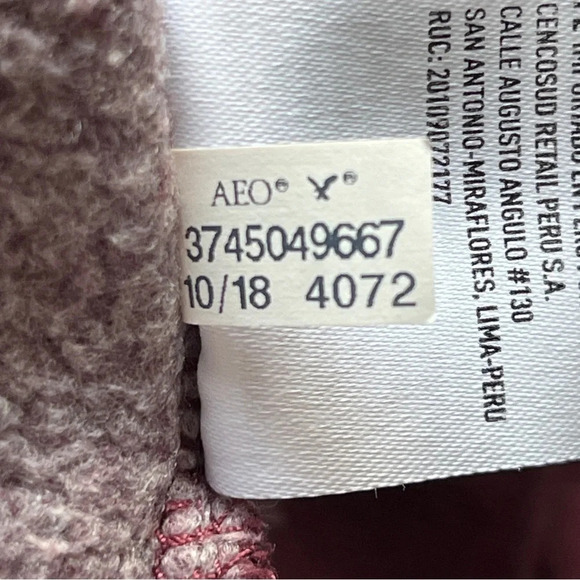 AEO®
3745049667
10/18 4072
CENCOSUD RETAIL PERU S.A.
CALLE AUGUSTO ANGULO #130
SAN ANTONIO-MIRAFLORES, LIMA-PERU
RUC: 20109072177